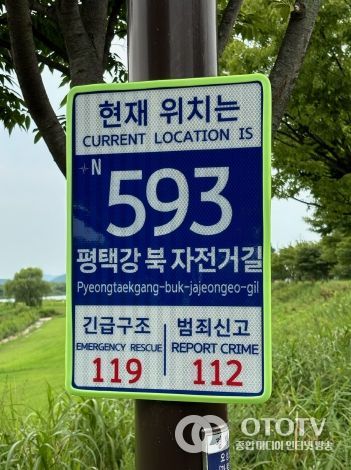 현재 위치는
CURRENT LOCATION IS
N
593
평택강 북 자전거길
Pyeongtaekgang-buk-jajeongeo-gil
긴급구조
EMERGENCY RESCUE
119
범죄신고
REPORT CRIME
112
OTOTV
종합 미디어 인터넷 방송